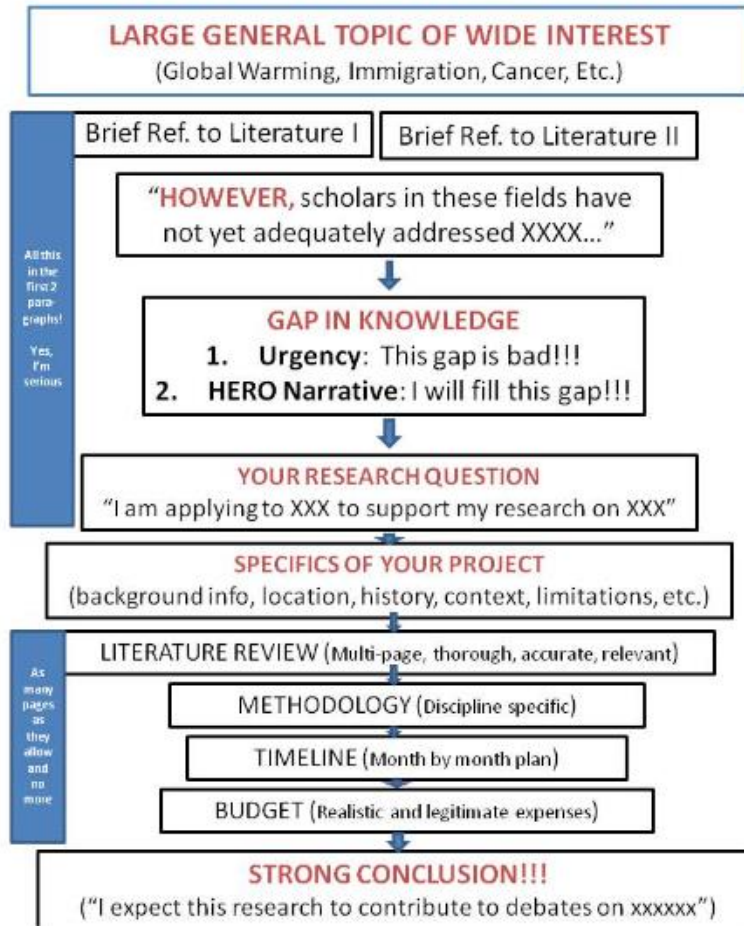 LARGE GENERAL TOPIC OF WIDE INTEREST
(Global Warming, Immigration, Cancer, Etc.)
Brief Ref. to Literature I
Brief Ref. to Literature II
"HOWEVER, scholars in these fields have
not yet adequately addressed XXXX..."
All this
in the
first 2
para-
graphs!
Yes,
I'm
serious
GAP IN KNOWLEDGE
1. Urgency: This gap is bad!!!
2. HERO Narrative: I will fill this gap!!!
YOUR RESEARCH QUESTION
"I am applying to XXX to support my research on XXX"
SPECIFICS OF YOUR PROJECT
(background info, location, history, context, limitations, etc.)
LITERATURE REVIEW (Multi-page, thorough, accurate, relevant)
As
many
pages
as
they
allow
and
no
more
METHODOLOGY (Discipline specific)
TIMELINE (Month by month plan)
BUDGET (Realistic and legitimate expenses)
STRONG CONCLUSION!!!
("I expect this research to contribute to debates on xxxxxx")